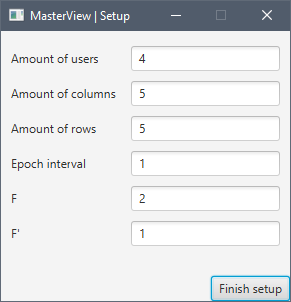 MasterView | Setup
Amount of users 4
Amount of columns 5
Amount of rows 5
Epoch interval 1
F 2
F' 1
Finish setup